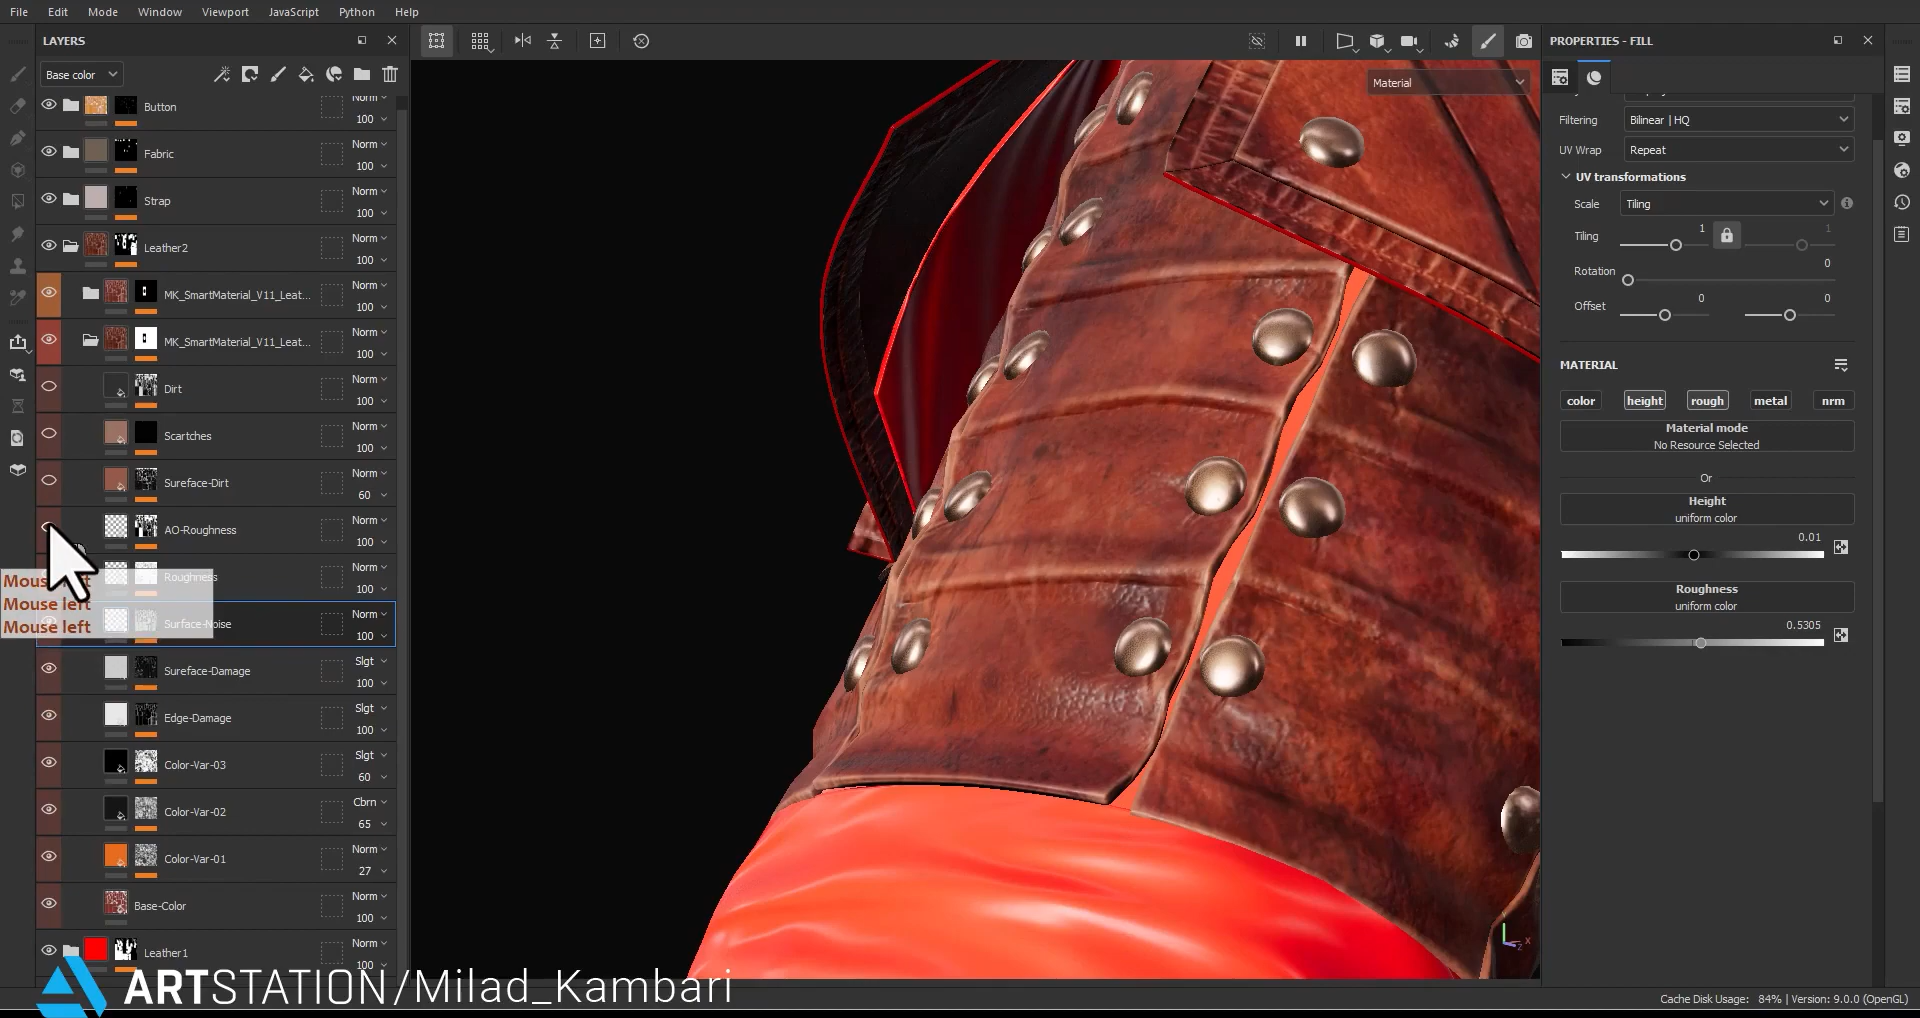 File Edit Mode Window Viewport JavaScript Python Help
LAYERS
Base color
Button
Norm
100
Fabric
Norm
100
Strap
Norm
100
Leather2
Norm
100
MK_SmartMaterial_V11_Leat...
Norm
100
MK_SmartMaterial_V11_Leat...
Norm
100
Dirt
Norm
100
Scartches
Norm
100
Sureface-Dirt
Norm
60
AO-Roughness
Norm
100
Roughness
Norm
100
Surface-Noise
Norm
100
Sureface-Damage
Slgt
100
Edge-Damage
Slgt
100
Color-Var-03
Slgt
60
Color-Var-02
Cbrn
65
Color-Var-01
Norm
27
Base-Color
Norm
100
Leather1
Norm
100
Mouse left
Mouse left
Mouse left
Material
PROPERTIES - FILL
Filtering Bilinear | HQ
UV Wrap Repeat
UV transformations
Scale Tiling
Tiling 1 1
Rotation 0
Offset 0 0
MATERIAL
color height rough metal nrm
Material mode
No Resource Selected
Or
Height
uniform color
0.01
Roughness
uniform color
0.5305
X
Z
ARTSTATION/Milad_Kambari
Cache Disk Usage: 84% | Version: 9.0.0 (OpenGL)